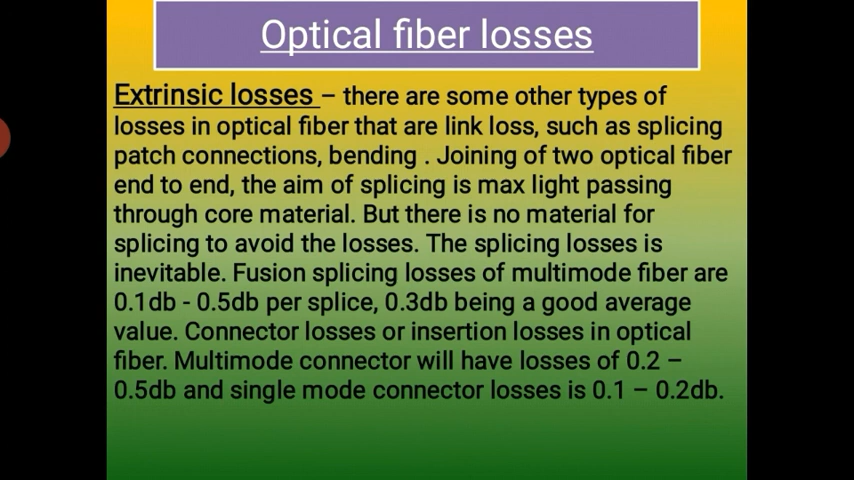 Optical fiber losses
Extrinsic losses – there are some other types of
losses in optical fiber that are link loss, such as splicing
patch connections, bending . Joining of two optical fiber
end to end, the aim of splicing is max light passing
through core material. But there is no material for
splicing to avoid the losses. The splicing losses is
inevitable. Fusion splicing losses of multimode fiber are
0.1db - 0.5db per splice, 0.3db being a good average
value. Connector losses or insertion losses in optical
fiber. Multimode connector will have losses of 0.2 –
0.5db and single mode connector losses is 0.1 – 0.2db.